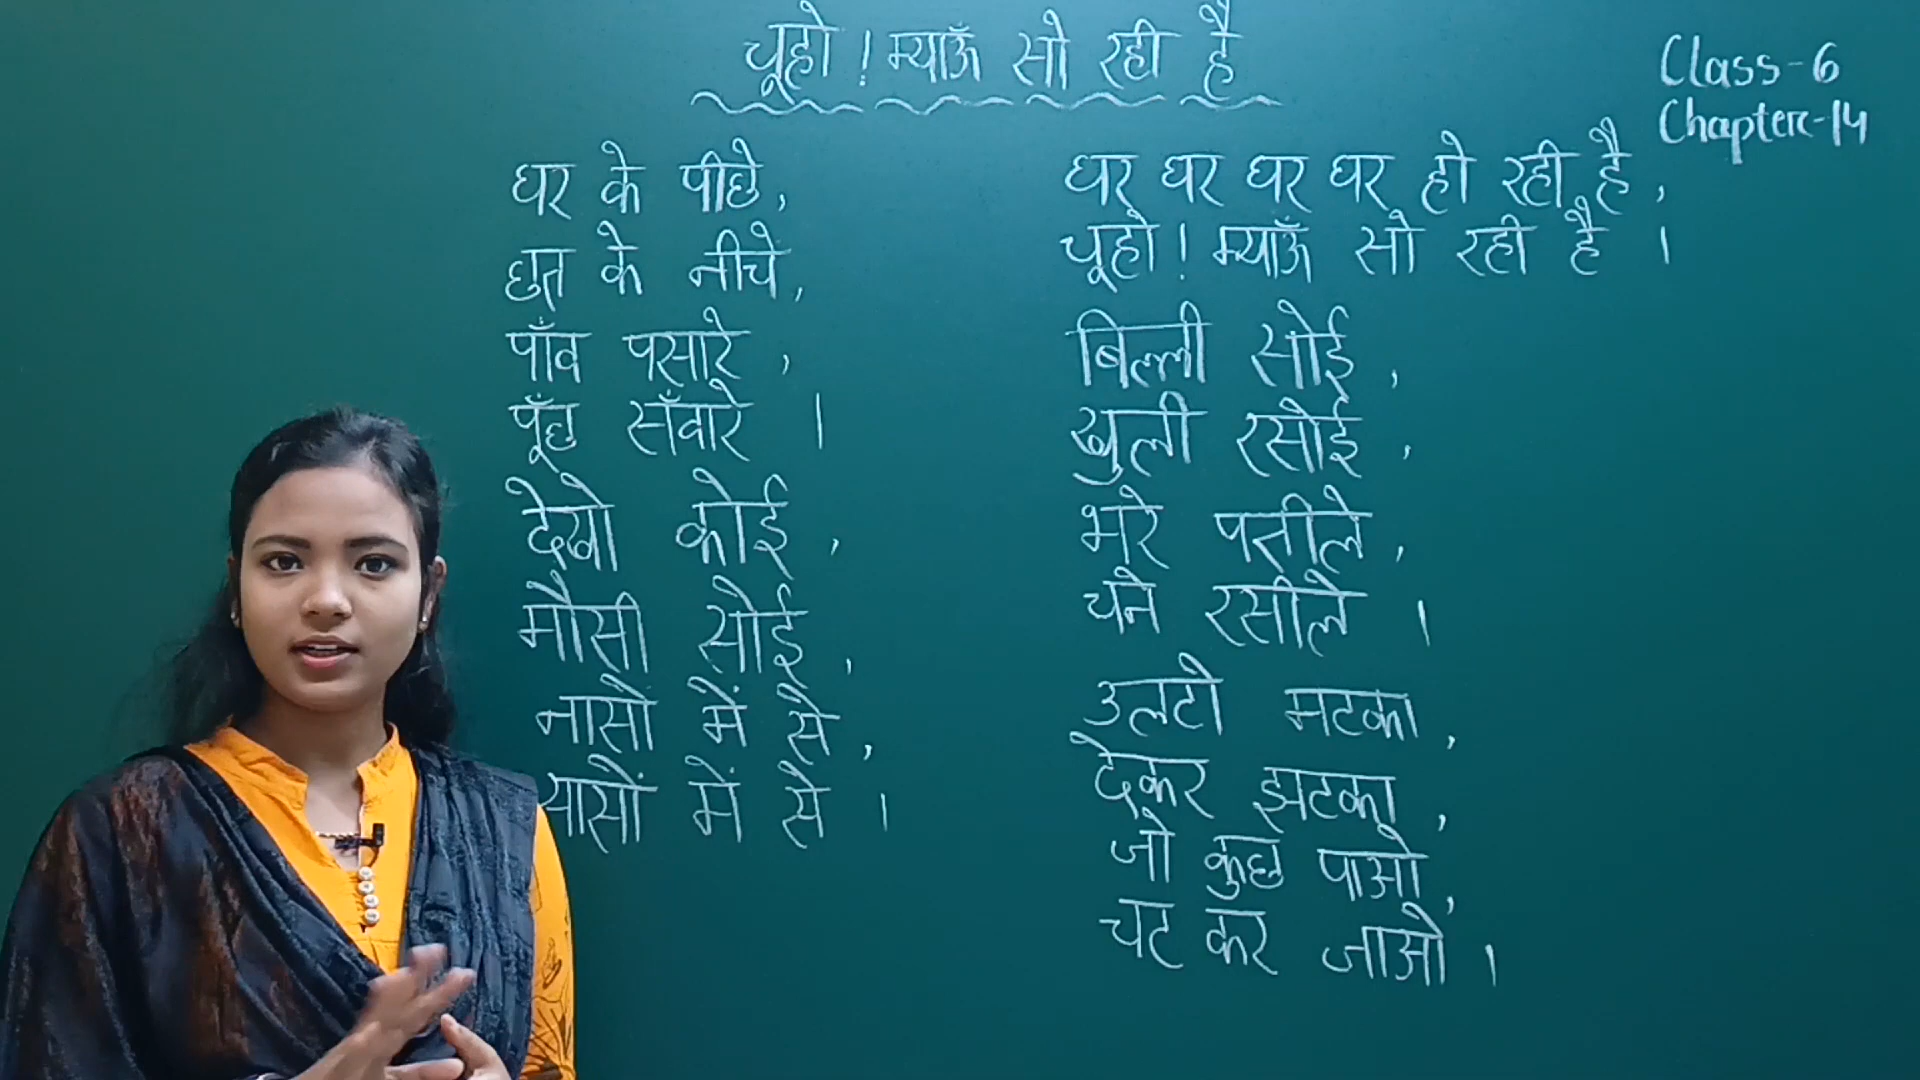 चूहो! म्याऊँ सो रही है
Class-6
Chapter-14
घर के पीछे,
छत के नीचे,
पाँव पसारे,
पूँछ सँवारे ।
देखो कोई,
मौसी सोई,
नासों में से,
सासों में से ।
घर घर घर घर हो रही है,
चूहो! म्याऊँ सो रही है ।
बिल्ली सोई,
खुली रसोई,
भरे पतीले,
चने रसीले ।
उलटो मटका,
देकर झटका,
जो कुछ पाओ,
चट कर जाओ ।